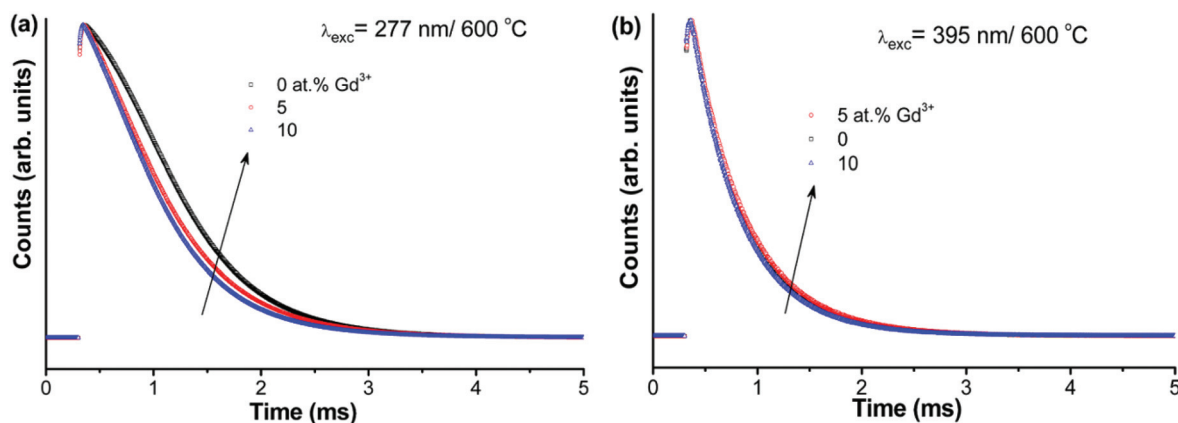 (a)
λexc= 277 nm/ 600 °C
0 at.% Gd³⁺
5
10
Counts (arb. units)
0 1 2 3 4 5
Time (ms)
(b)
λexc= 395 nm/ 600 °C
5 at.% Gd³⁺
0
10
Counts (arb. units)
0 1 2 3 4 5
Time (ms)